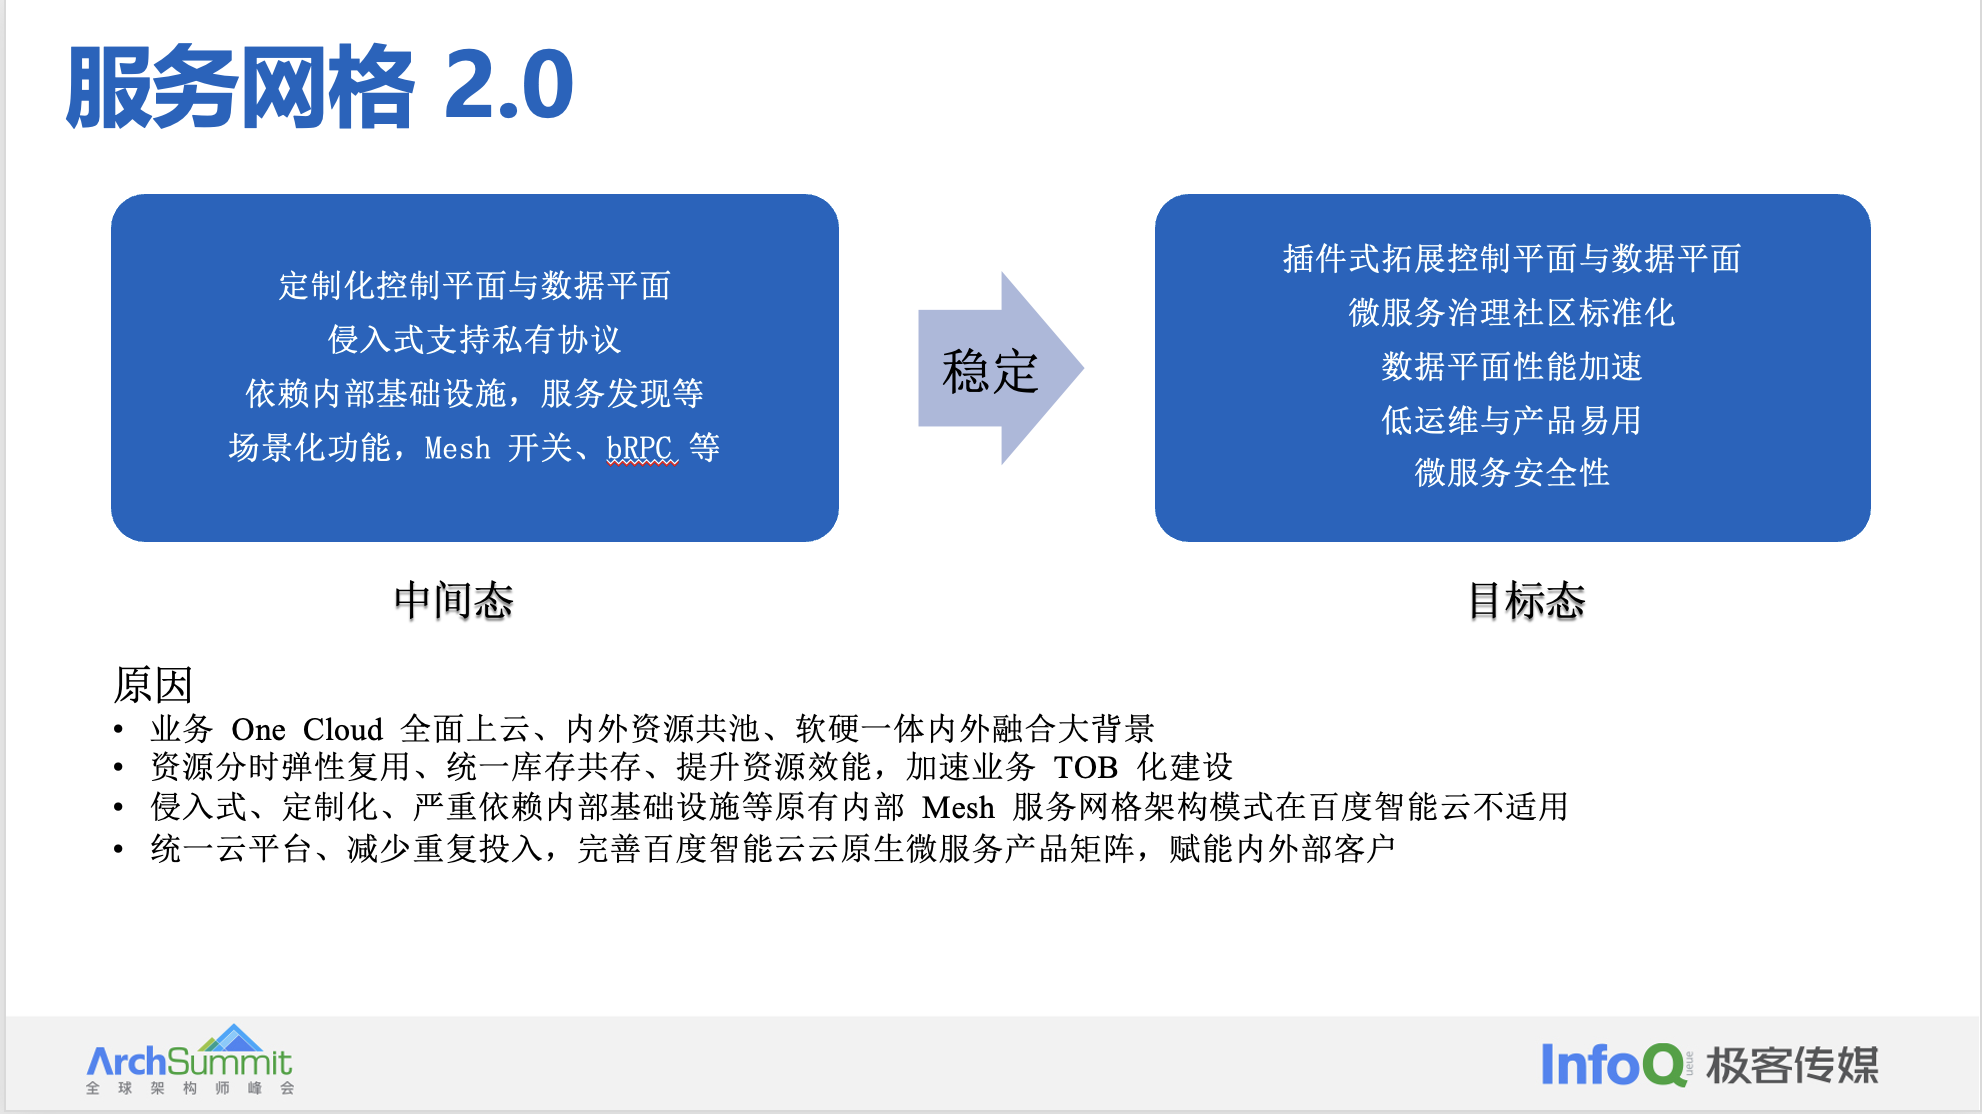 服务网格 2.0
定制化控制平面与数据平面
侵入式支持私有协议
依赖内部基础设施，服务发现等
场景化功能，Mesh 开关、bRPC 等
稳定
插件式拓展控制平面与数据平面
微服务治理社区标准化
数据平面性能加速
低运维与产品易用
微服务安全性
中间态
目标态
原因
• 业务 One Cloud 全面上云、内外资源共池、软硬一体内外融合大背景
• 资源分时弹性复用、统一库存共存、提升资源效能，加速业务 TOB 化建设
• 侵入式、定制化、严重依赖内部基础设施等原有内部 Mesh 服务网格架构模式在百度智能云不适用
• 统一云平台、减少重复投入，完善百度智能云云原生微服务产品矩阵，赋能内外部客户
ArchSummit
全球架构师峰会
InfoQ ueue 极客传媒